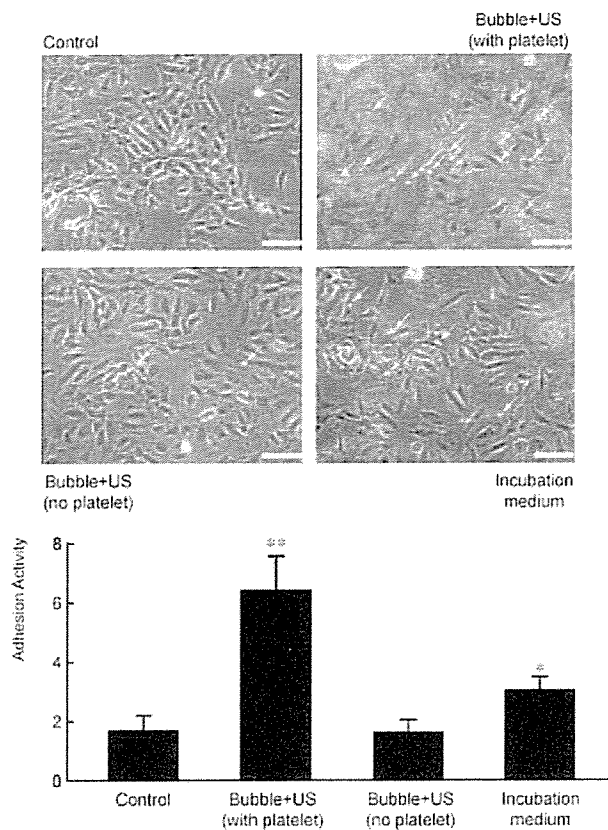 Control
Bubble+US
(with platelet)
Bubble+US
(no platelet)
Incubation
medium
Adhesion Activity
8
6
4
2
0
**
*
Control
Bubble+US
(with platelet)
Bubble+US
(no platelet)
Incubation
medium